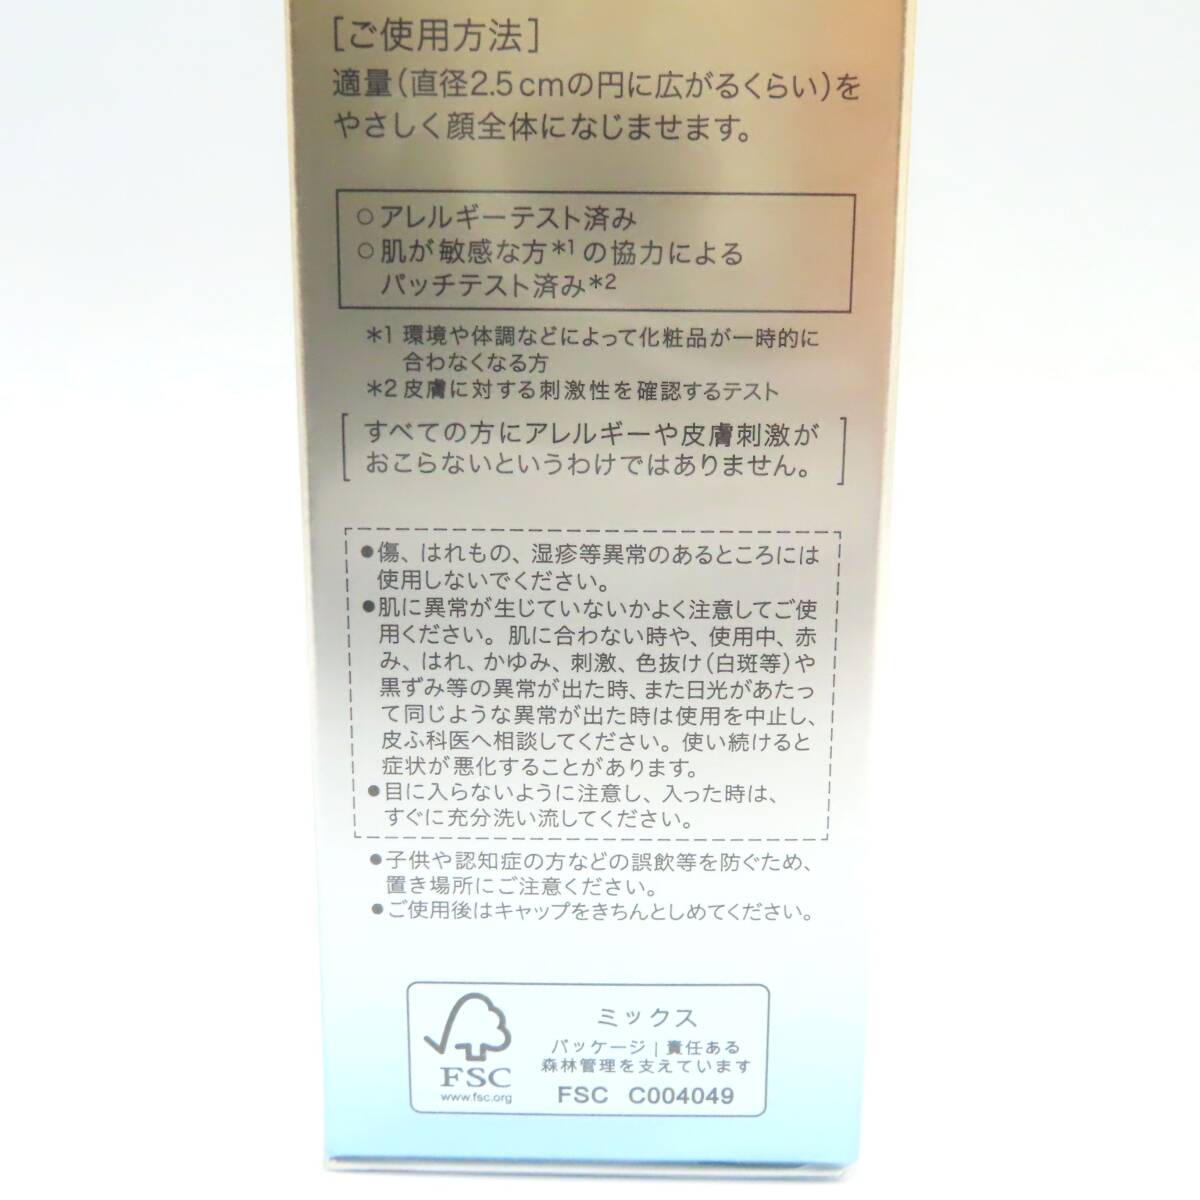 ［ご使用方法］
適量（直径2.5cmの円に広がるくらい）を
やさしく顔全体になじませます。
○アレルギーテスト済み
○肌が敏感な方*1の協力による
パッチテスト済み*2
*1 環境や体調などによって化粧品が一時的に
合わなくなる方
*2 皮膚に対する刺激性を確認するテスト
すべての方にアレルギーや皮膚刺激が
おこらないというわけではありません。
●傷、はれもの、湿疹等異常のあるところには
使用しないでください。
●肌に異常が生じていないかよく注意してご使
用ください。肌に合わない時や、使用中、赤
み、はれ、かゆみ、刺激、色抜け（白斑等）や
黒ずみ等の異常が出た時、また日光があたっ
て同じような異常が出た時は使用を中止し、
皮ふ科医へ相談してください。使い続けると
症状が悪化することがあります。
●目に入らないように注意し、入った時は、
すぐに充分洗い流してください。
●子供や認知症の方などの誤飲等を防ぐため、
置き場所にご注意ください。
●ご使用後はキャップをきちんとしめてください。
ミックス
パッケージ｜責任ある
森林管理を支えています
FSC C004049
FSC
www.fsc.org